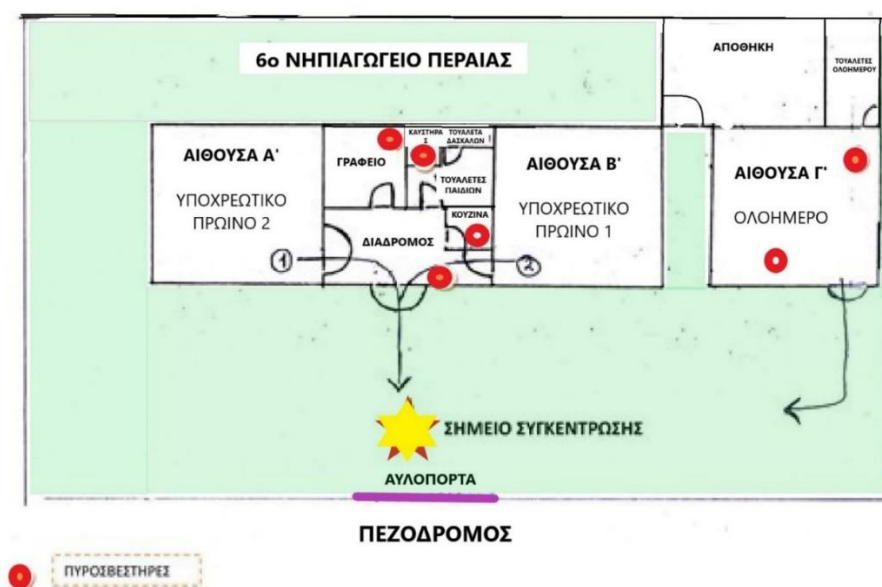 6ο ΝΗΠΙΑΓΩΓΕΙΟ ΠΕΡΑΙΑΣ
ΑΠΟΘΗΚΗ
ΤΟΥΑΛΕΤΕΣ
ΟΛΟΗΜΕΡΟΥ
ΑΙΘΟΥΣΑ Α'
ΥΠΟΧΡΕΩΤΙΚΟ
ΠΡΩΙΝΟ 2
ΓΡΑΦΕΙΟ
ΚΑΥΣΤΗΡΑ
Σ
ΤΟΥΑΛΕΤΑ
ΔΑΣΚΑΛΩΝ
ΤΟΥΑΛΕΤΕΣ
ΠΑΙΔΙΩΝ
ΚΟΥΖΙΝΑ
ΔΙΑΔΡΟΜΟΣ
ΑΙΘΟΥΣΑ Β'
ΥΠΟΧΡΕΩΤΙΚΟ
ΠΡΩΙΝΟ 1
ΑΙΘΟΥΣΑ Γ'
ΟΛΟΗΜΕΡΟ
1
2
ΣΗΜΕΙΟ ΣΥΓΚΕΝΤΡΩΣΗΣ
ΑΥΛΟΠΟΡΤΑ
ΠΕΖΟΔΡΟΜΟΣ
ΠΥΡΟΣΒΕΣΤΗΡΕΣ